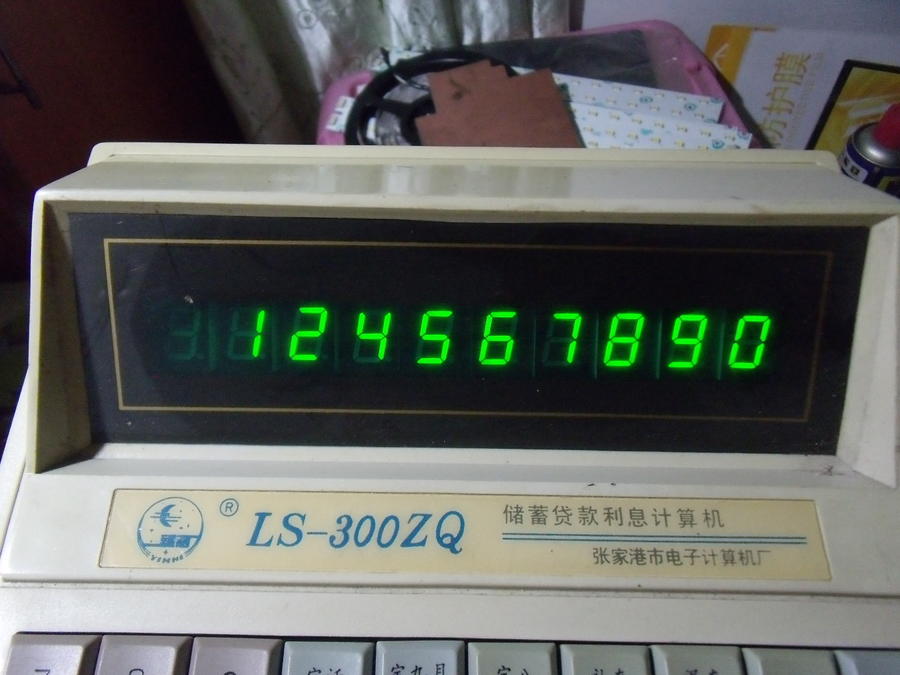 防护膜
124567890
® LS-300ZQ
储蓄贷款利息计算机
张家港市电子计算机厂